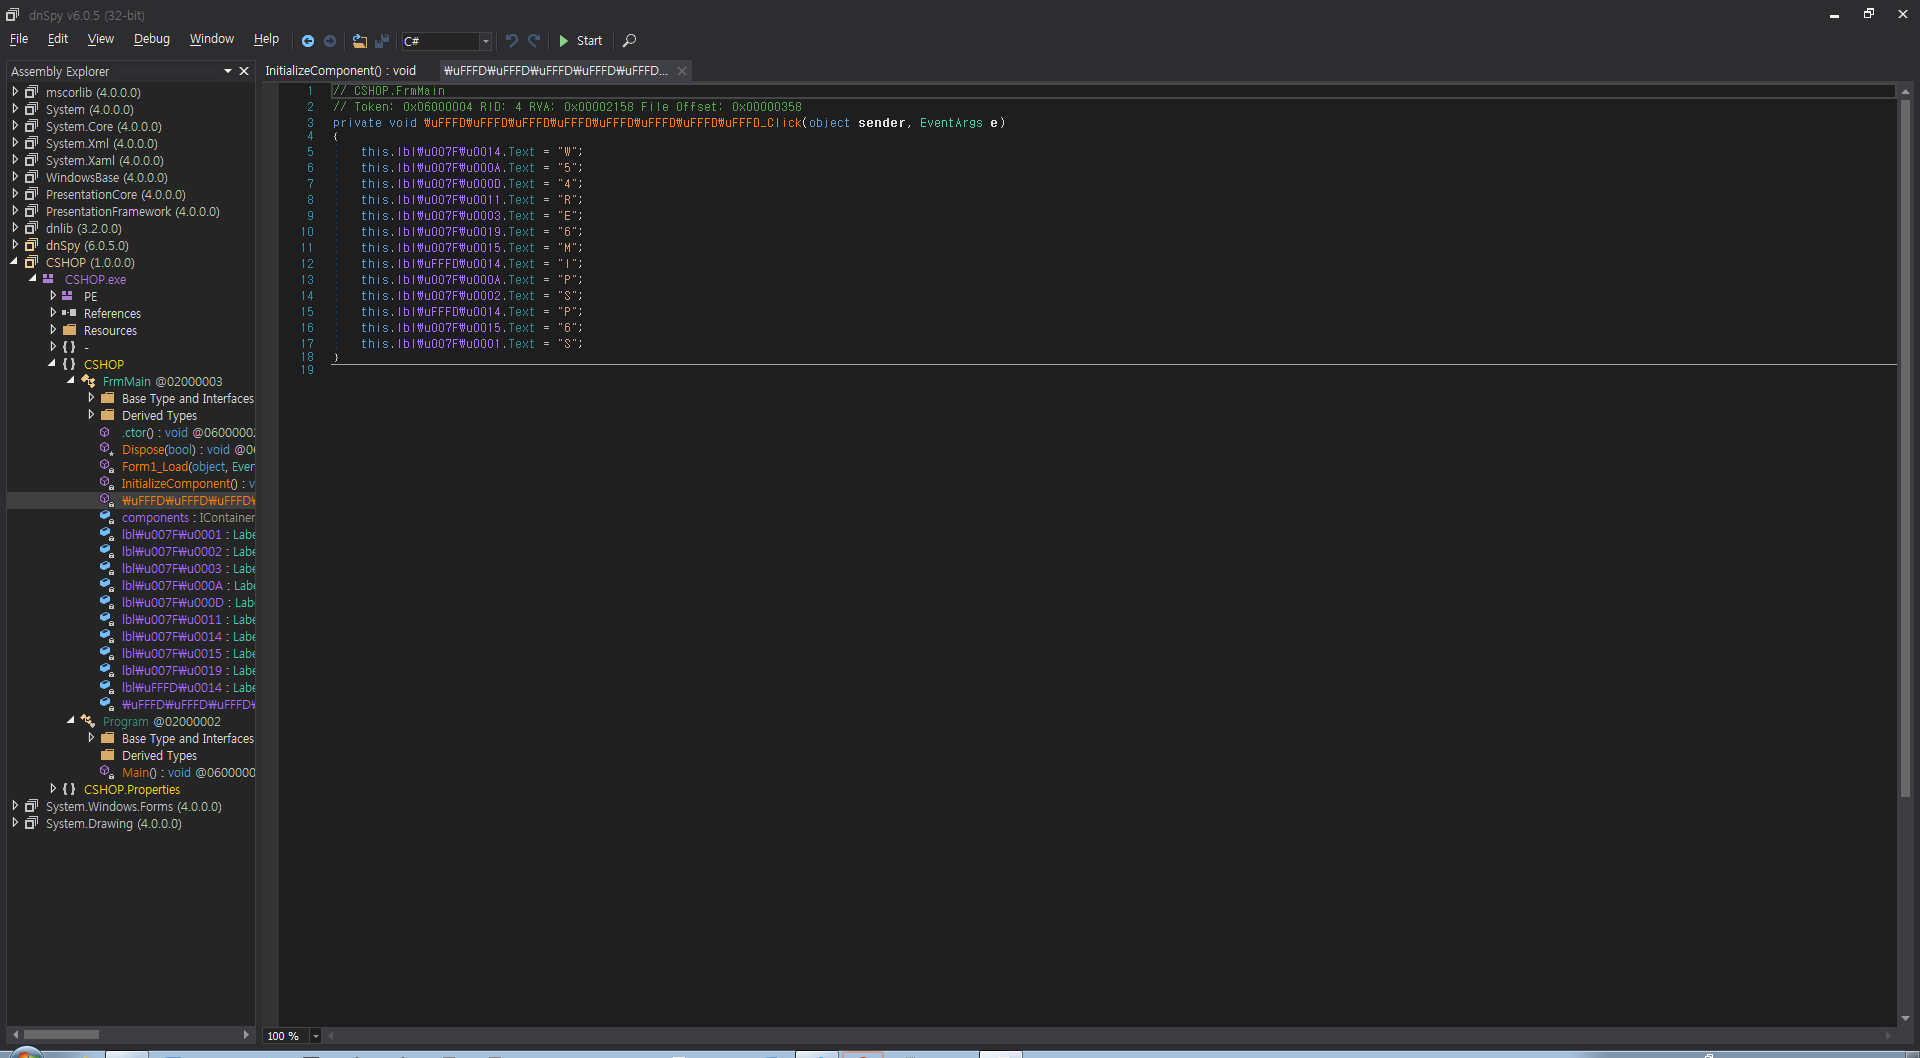 dnSpy v6.0.5 (32-bit)
File Edit View Debug Window Help C# Start
Assembly Explorer
InitializeComponent() : void
₩uFFFD₩uFFFD₩uFFFD₩uFFFD₩uFFFD...
mscorlib (4.0.0.0)
System (4.0.0.0)
System.Core (4.0.0.0)
System.Xml (4.0.0.0)
System.Xaml (4.0.0.0)
WindowsBase (4.0.0.0)
PresentationCore (4.0.0.0)
PresentationFramework (4.0.0.0)
dnlib (3.2.0.0)
dnSpy (6.0.5.0)
CSHOP (1.0.0.0)
CSHOP.exe
PE
References
Resources
{ } -
{ } CSHOP
FrmMain @02000003
Base Type and Interfaces
Derived Types
.ctor() : void @0600000
Dispose(bool) : void @0
Form1_Load(object, Ever
InitializeComponent() : v
₩uFFFD₩uFFFD₩uFFFD₩
components : IContainer
lbl₩u007F₩u0001 : Labe
lbl₩u007F₩u0002 : Labe
lbl₩u007F₩u0003 : Labe
lbl₩u007F₩u000A : Labe
lbl₩u007F₩u000D : Labe
lbl₩u007F₩u0011 : Labe
lbl₩u007F₩u0014 : Labe
lbl₩u007F₩u0015 : Labe
lbl₩u007F₩u0019 : Labe
lbl₩uFFFD₩u0014 : Labe
₩uFFFD₩uFFFD₩uFFFD₩
Program @02000002
Base Type and Interfaces
Derived Types
Main() : void @0600000
{ } CSHOP.Properties
System.Windows.Forms (4.0.0.0)
System.Drawing (4.0.0.0)
1 // CSHOP.FrmMain
2 // Token: 0x06000004 RID: 4 RVA: 0x00002158 File Offset: 0x00000358
3 private void ₩uFFFD₩uFFFD₩uFFFD₩uFFFD₩uFFFD₩uFFFD₩uFFFD₩uFFFD_Click(object sender, EventArgs e)
4 {
5 this.lbl₩u007F₩u0014.Text = "W";
6 this.lbl₩u007F₩u000A.Text = "5";
7 this.lbl₩u007F₩u000D.Text = "4";
8 this.lbl₩u007F₩u0011.Text = "R";
9 this.lbl₩u007F₩u0003.Text = "E";
10 this.lbl₩u007F₩u0019.Text = "6";
11 this.lbl₩u007F₩u0015.Text = "M";
12 this.lbl₩uFFFD₩u0014.Text = "I";
13 this.lbl₩u007F₩u000A.Text = "P";
14 this.lbl₩u007F₩u0002.Text = "S";
15 this.lbl₩uFFFD₩u0014.Text = "P";
16 this.lbl₩u007F₩u0015.Text = "6";
17 this.lbl₩u007F₩u0001.Text = "S";
18 }
19
100 %